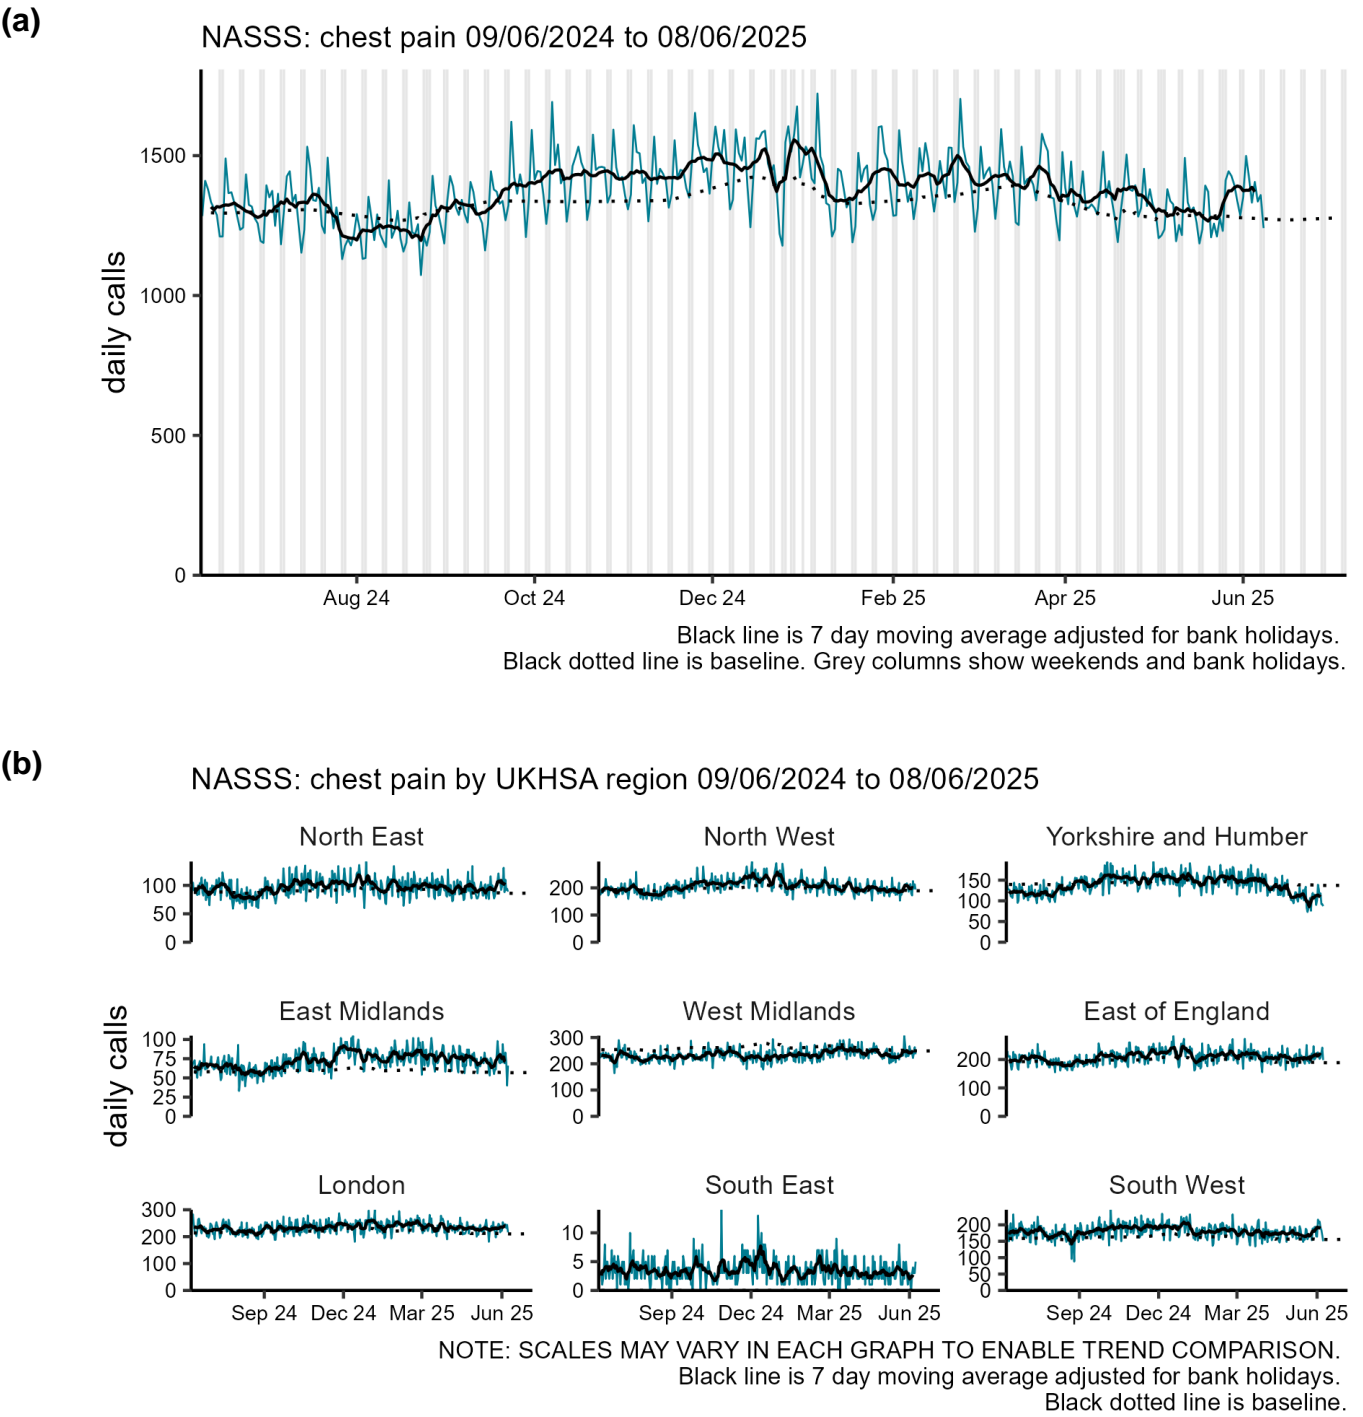 (a)
NASSS: chest pain 09/06/2024 to 08/06/2025
daily calls
1500
1000
500
0
Aug 24 Oct 24 Dec 24 Feb 25 Apr 25 Jun 25
Black line is 7 day moving average adjusted for bank holidays.
Black dotted line is baseline. Grey columns show weekends and bank holidays.
(b)
NASSS: chest pain by UKHSA region 09/06/2024 to 08/06/2025
daily calls
North East
100
50
0
North West
200
100
0
Yorkshire and Humber
150
100
50
0
East Midlands
100
75
50
25
0
West Midlands
300
200
100
0
East of England
200
100
0
London
300
200
100
0
Sep 24 Dec 24 Mar 25 Jun 25
South East
10
5
0
Sep 24 Dec 24 Mar 25 Jun 25
South West
200
150
100
50
0
Sep 24 Dec 24 Mar 25 Jun 25
NOTE: SCALES MAY VARY IN EACH GRAPH TO ENABLE TREND COMPARISON.
Black line is 7 day moving average adjusted for bank holidays.
Black dotted line is baseline.